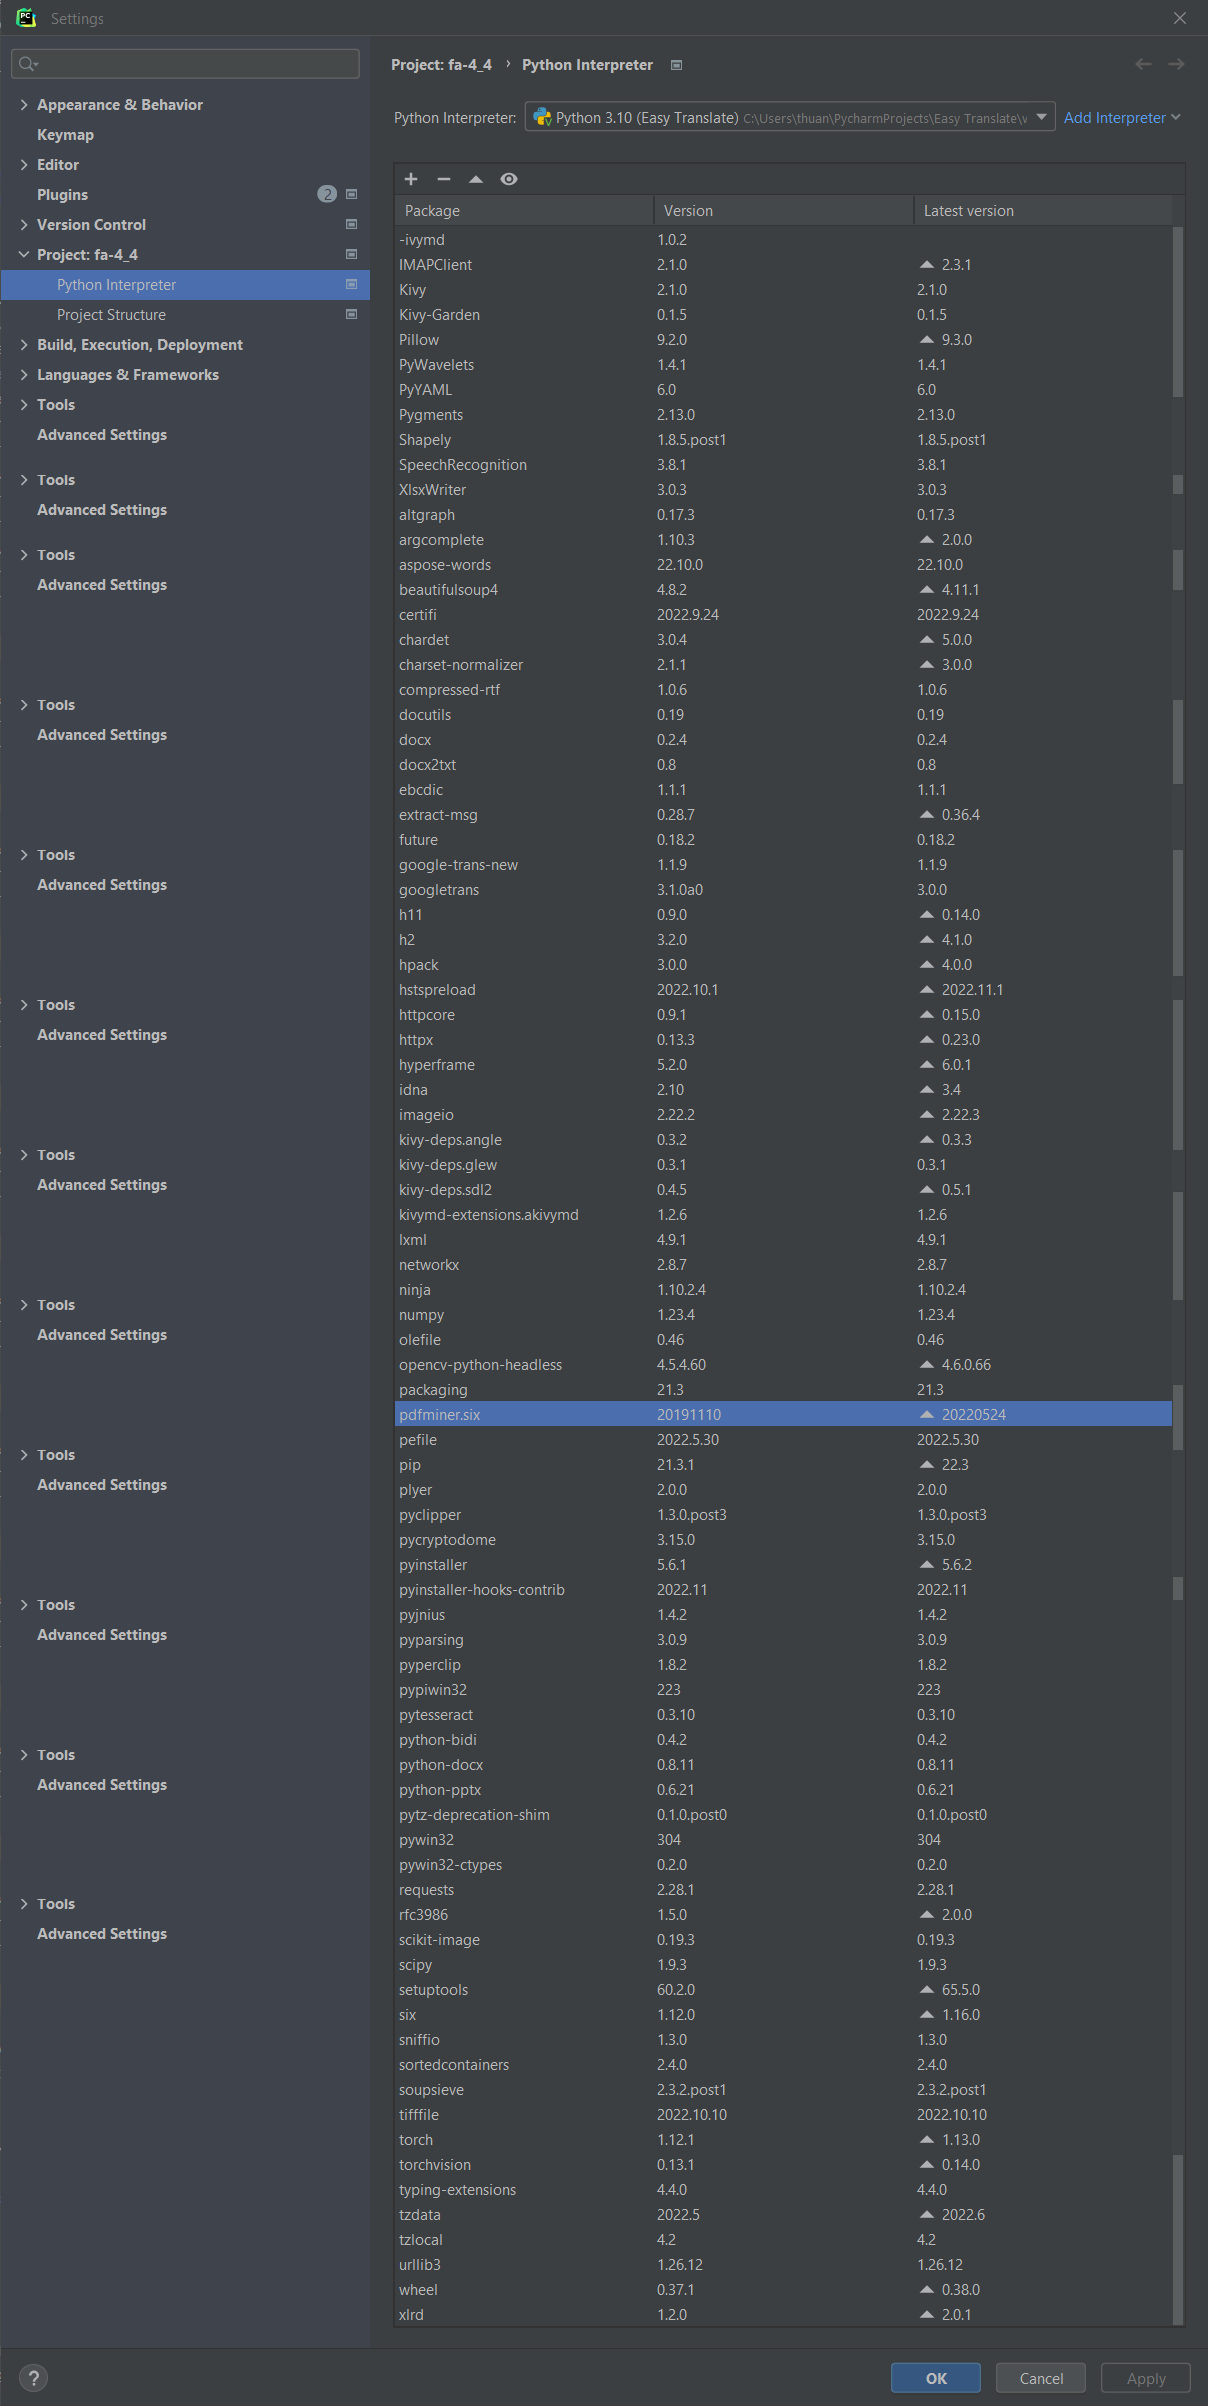 PC
Settings
Appearance & Behavior
Keymap
Editor
Plugins 2
Version Control
Project: fa-4_4
Python Interpreter
Project Structure
Build, Execution, Deployment
Languages & Frameworks
Tools
Advanced Settings
Tools
Advanced Settings
Tools
Advanced Settings
Tools
Advanced Settings
Tools
Advanced Settings
Tools
Advanced Settings
Tools
Advanced Settings
Tools
Advanced Settings
Tools
Advanced Settings
Tools
Advanced Settings
Tools
Advanced Settings
Tools
Advanced Settings
Project: fa-4_4 › Python Interpreter
Python Interpreter: Python 3.10 (Easy Translate) C:\Users\thuan\PycharmProjects\Easy Translate\v Add Interpreter
Package Version Latest version
-ivymd 1.0.2
IMAPClient 2.1.0 2.3.1
Kivy 2.1.0 2.1.0
Kivy-Garden 0.1.5 0.1.5
Pillow 9.2.0 9.3.0
PyWavelets 1.4.1 1.4.1
PyYAML 6.0 6.0
Pygments 2.13.0 2.13.0
Shapely 1.8.5.post1 1.8.5.post1
SpeechRecognition 3.8.1 3.8.1
XlsxWriter 3.0.3 3.0.3
altgraph 0.17.3 0.17.3
argcomplete 1.10.3 2.0.0
aspose-words 22.10.0 22.10.0
beautifulsoup4 4.8.2 4.11.1
certifi 2022.9.24 2022.9.24
chardet 3.0.4 5.0.0
charset-normalizer 2.1.1 3.0.0
compressed-rtf 1.0.6 1.0.6
docutils 0.19 0.19
docx 0.2.4 0.2.4
docx2txt 0.8 0.8
ebcdic 1.1.1 1.1.1
extract-msg 0.28.7 0.36.4
future 0.18.2 0.18.2
google-trans-new 1.1.9 1.1.9
googletrans 3.1.0a0 3.0.0
h11 0.9.0 0.14.0
h2 3.2.0 4.1.0
hpack 3.0.0 4.0.0
hstspreload 2022.10.1 2022.11.1
httpcore 0.9.1 0.15.0
httpx 0.13.3 0.23.0
hyperframe 5.2.0 6.0.1
idna 2.10 3.4
imageio 2.22.2 2.22.3
kivy-deps.angle 0.3.2 0.3.3
kivy-deps.glew 0.3.1 0.3.1
kivy-deps.sdl2 0.4.5 0.5.1
kivymd-extensions.akivymd 1.2.6 1.2.6
lxml 4.9.1 4.9.1
networkx 2.8.7 2.8.7
ninja 1.10.2.4 1.10.2.4
numpy 1.23.4 1.23.4
olefile 0.46 0.46
opencv-python-headless 4.5.4.60 4.6.0.66
packaging 21.3 21.3
pdfminer.six 20191110 20220524
pefile 2022.5.30 2022.5.30
pip 21.3.1 22.3
plyer 2.0.0 2.0.0
pyclipper 1.3.0.post3 1.3.0.post3
pycryptodome 3.15.0 3.15.0
pyinstaller 5.6.1 5.6.2
pyinstaller-hooks-contrib 2022.11 2022.11
pyjnius 1.4.2 1.4.2
pyparsing 3.0.9 3.0.9
pyperclip 1.8.2 1.8.2
pypiwin32 223 223
pytesseract 0.3.10 0.3.10
python-bidi 0.4.2 0.4.2
python-docx 0.8.11 0.8.11
python-pptx 0.6.21 0.6.21
pytz-deprecation-shim 0.1.0.post0 0.1.0.post0
pywin32 304 304
pywin32-ctypes 0.2.0 0.2.0
requests 2.28.1 2.28.1
rfc3986 1.5.0 2.0.0
scikit-image 0.19.3 0.19.3
scipy 1.9.3 1.9.3
setuptools 60.2.0 65.5.0
six 1.12.0 1.16.0
sniffio 1.3.0 1.3.0
sortedcontainers 2.4.0 2.4.0
soupsieve 2.3.2.post1 2.3.2.post1
tifffile 2022.10.10 2022.10.10
torch 1.12.1 1.13.0
torchvision 0.13.1 0.14.0
typing-extensions 4.4.0 4.4.0
tzdata 2022.5 2022.6
tzlocal 4.2 4.2
urllib3 1.26.12 1.26.12
wheel 0.37.1 0.38.0
xlrd 1.2.0 2.0.1
? OK Cancel Apply